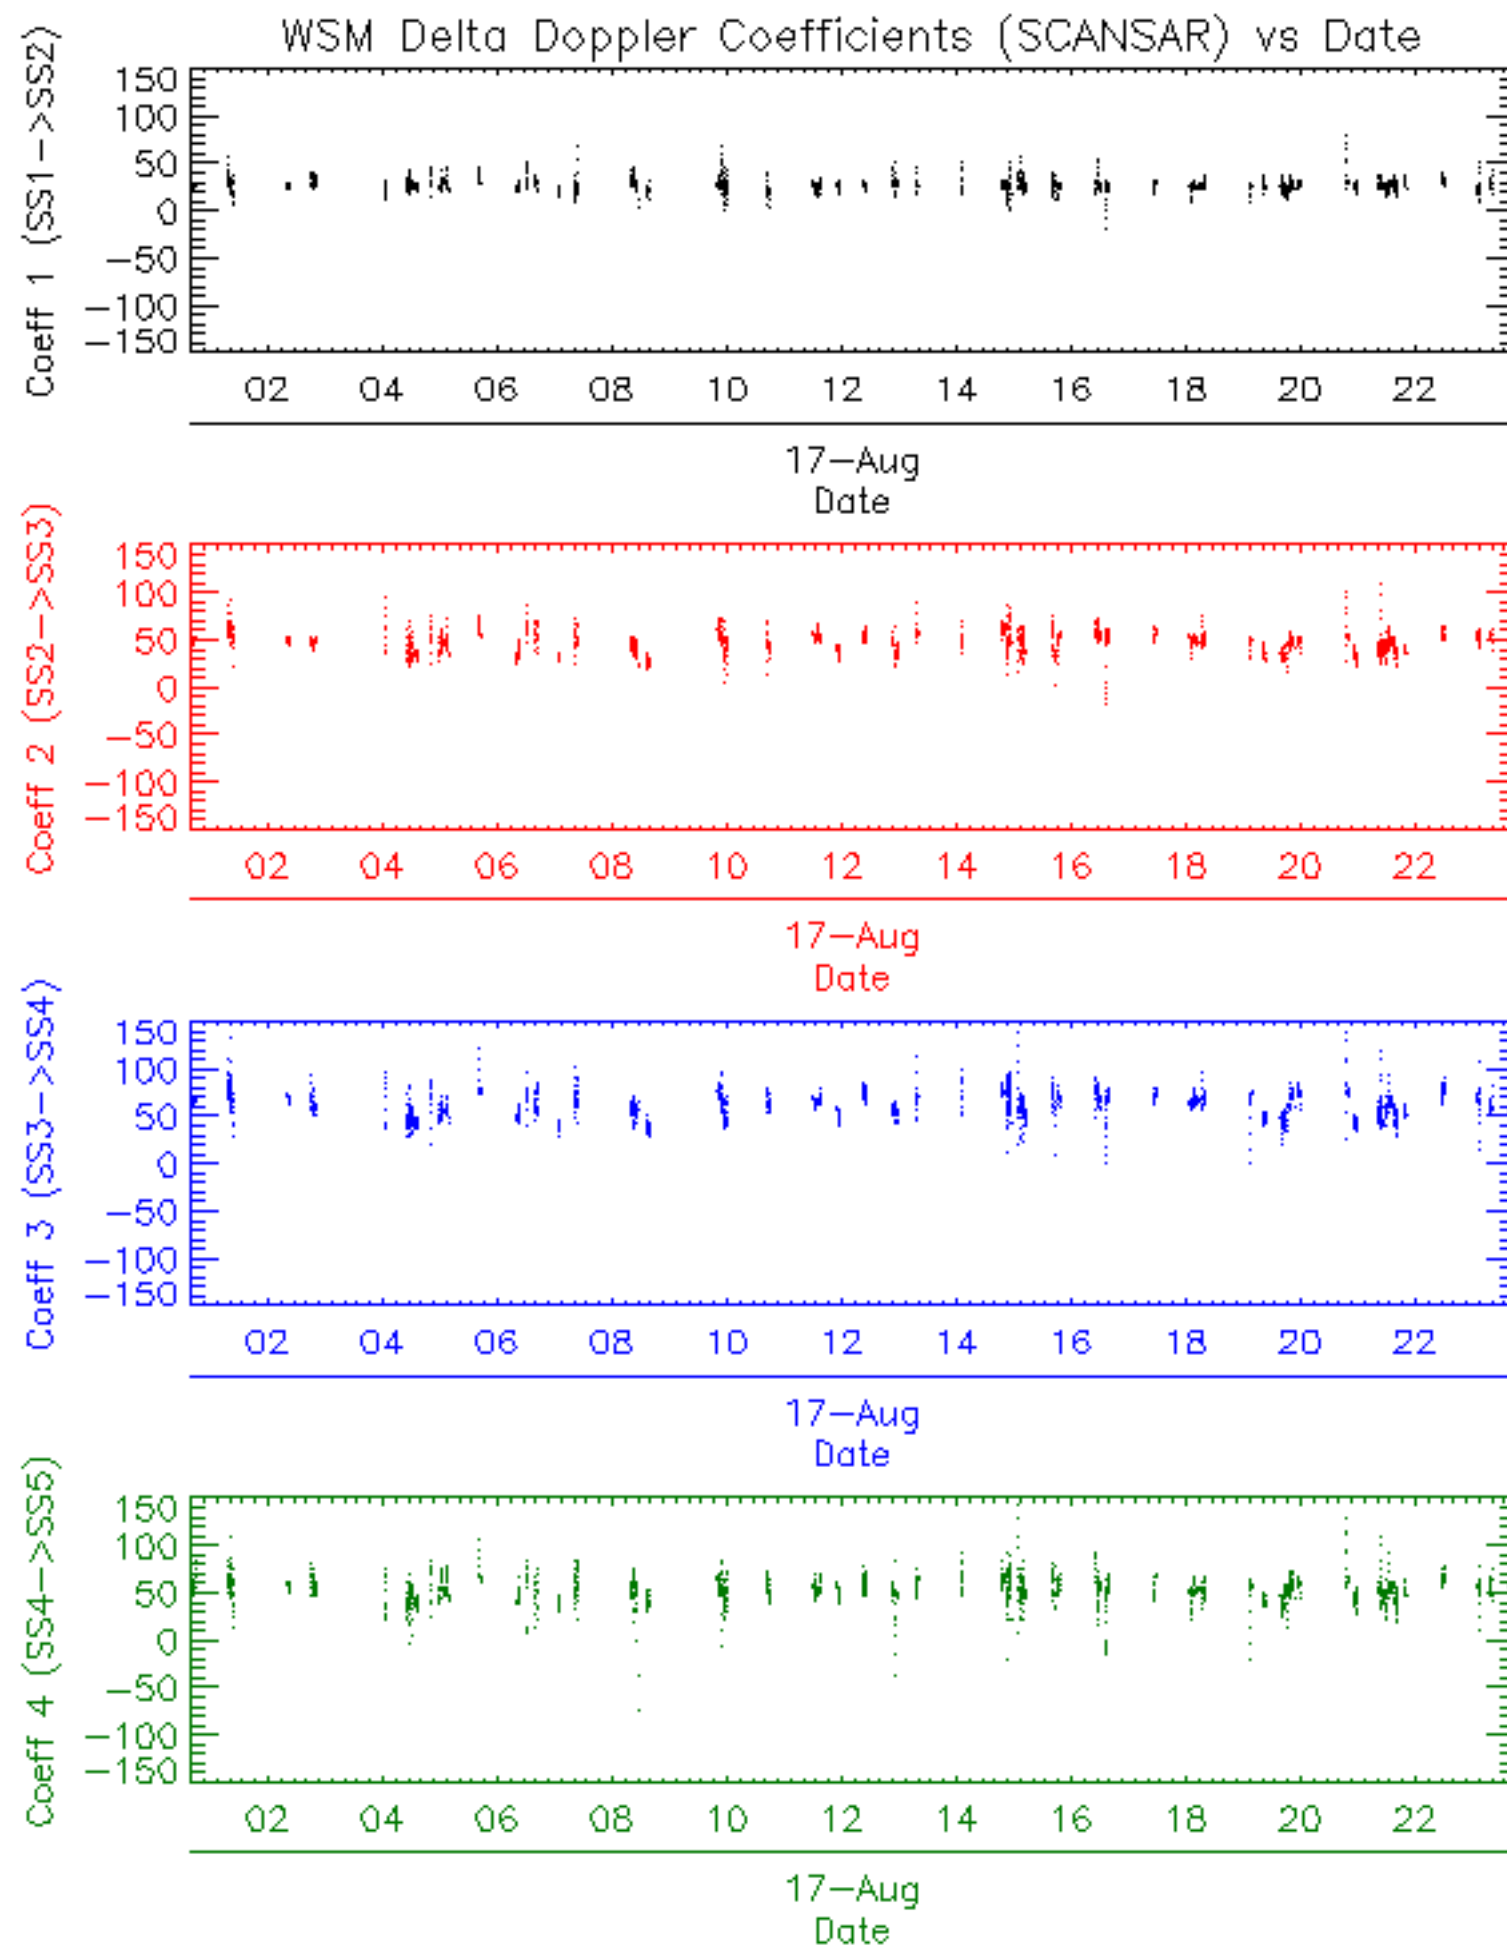 WSM Delta Doppler Coefficients (SCANSAR) vs Date
Coeff 1 (SS1->SS2)
150
100
50
0
-50
-100
-150
02 04 06 08 10 12 14 16 18 20 22
17-Aug
Date
Coeff 2 (SS2->SS3)
150
100
50
0
-50
-100
-150
02 04 06 08 10 12 14 16 18 20 22
17-Aug
Date
Coeff 3 (SS3->SS4)
150
100
50
0
-50
-100
-150
02 04 06 08 10 12 14 16 18 20 22
17-Aug
Date
Coeff 4 (SS4->SS5)
150
100
50
0
-50
-100
-150
02 04 06 08 10 12 14 16 18 20 22
17-Aug
Date